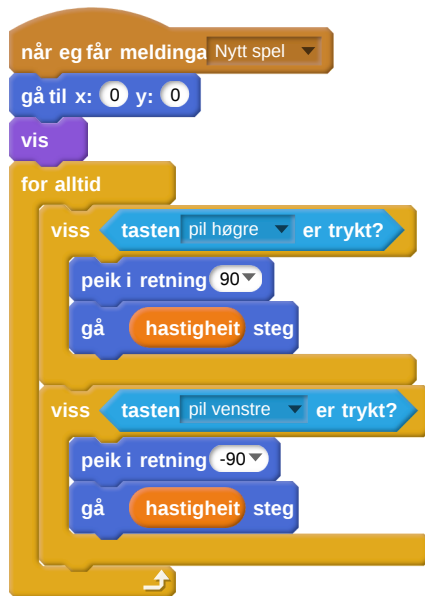 når eg får meldinga Nytt spel
gå til x: 0 y: 0
vis
for alltid
viss tasten pil høgre er trykt?
peik i retning 90
gå hastigheit steg
viss tasten pil venstre er trykt?
peik i retning -90
gå hastigheit steg